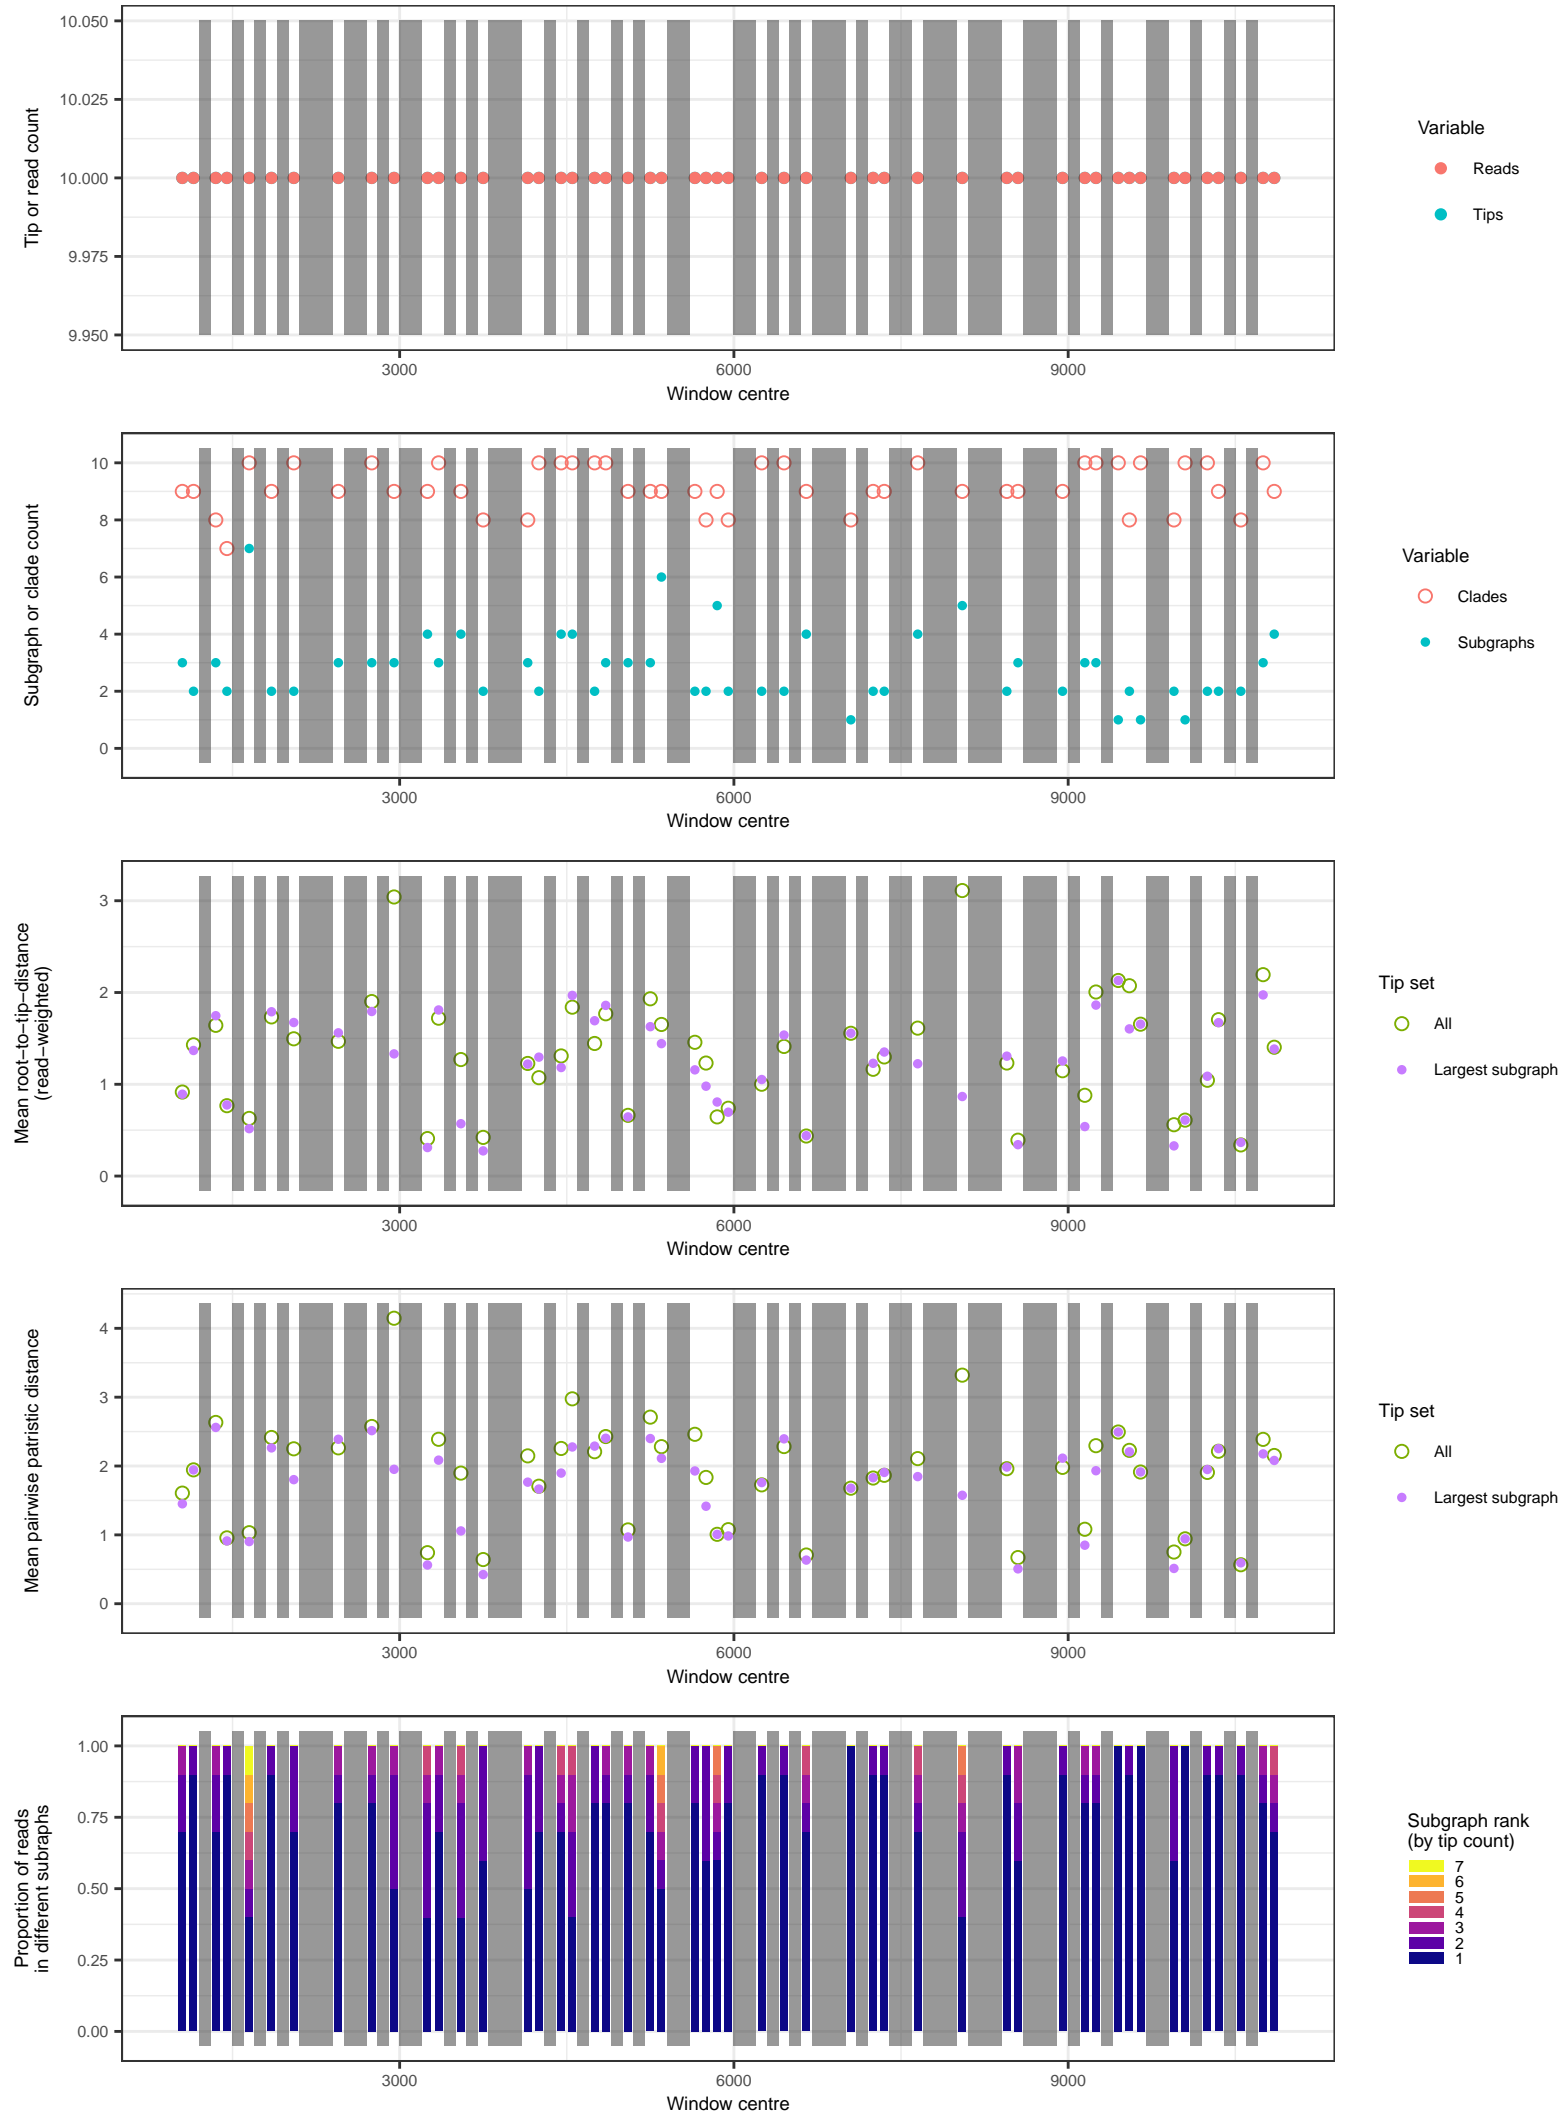 10.050
10.025
10.000
9.975
9.950
Tip or read count
3000 6000 9000
Window centre
Variable
Reads
Tips
10
8
6
4
2
0
Subgraph or clade count
3000 6000 9000
Window centre
Variable
Clades
Subgraphs
3
2
1
0
Mean root-to-tip-distance
(read-weighted)
3000 6000 9000
Window centre
Tip set
All
Largest subgraph
4
3
2
1
0
Mean pairwise patristic distance
3000 6000 9000
Window centre
Tip set
All
Largest subgraph
1.00
0.75
0.50
0.25
0.00
Proportion of reads
in different subraphs
3000 6000 9000
Window centre
Subgraph rank
(by tip count)
7
6
5
4
3
2
1